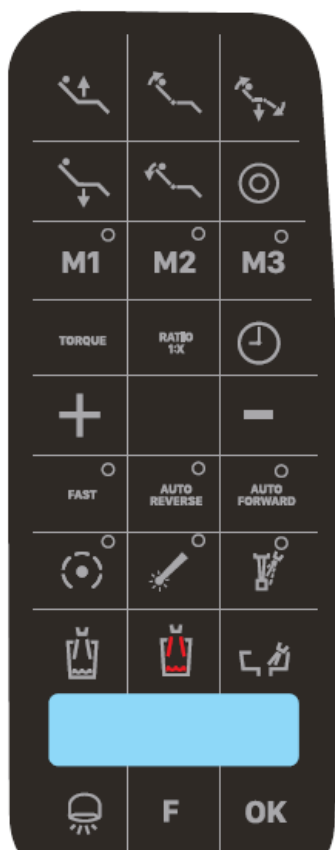 M1 M2 M3
TORQUE RATIO
1:X
+ -
FAST AUTO
REVERSE AUTO
FORWARD
F OK